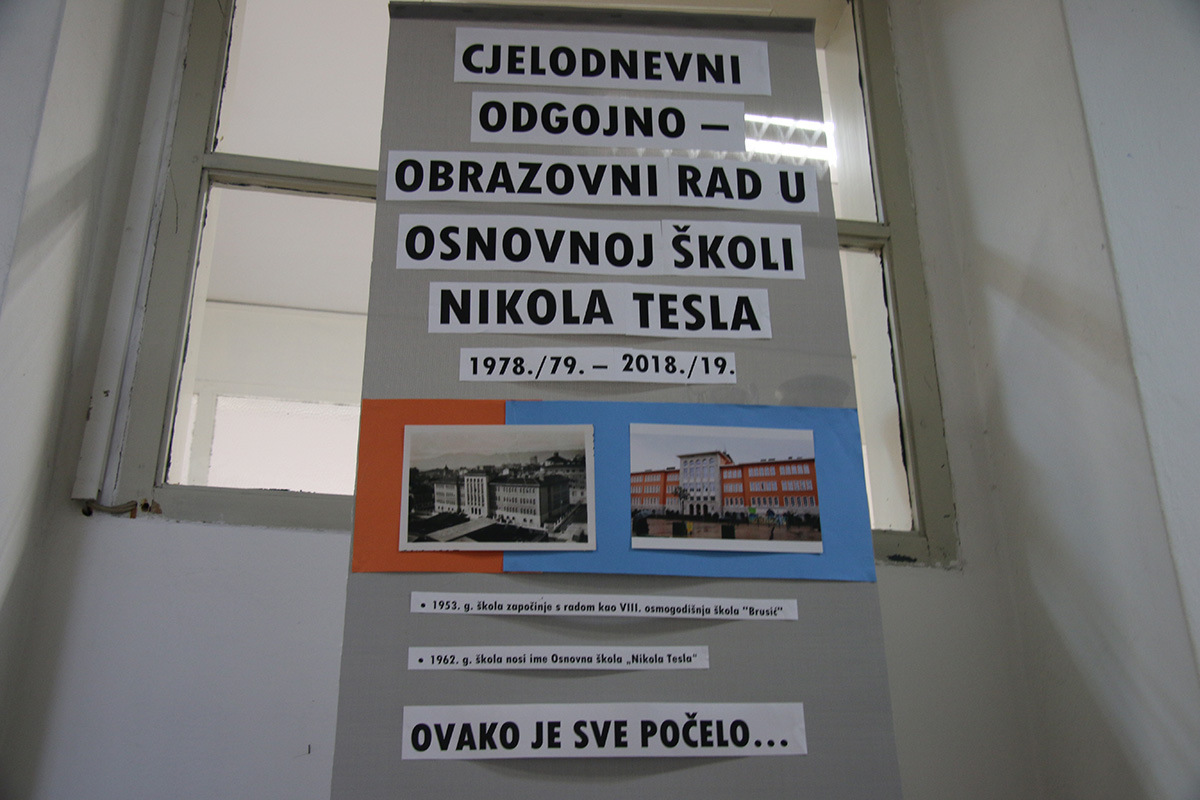 CJELODNEVNI
ODGOJNO –
OBRAZOVNI RAD U
OSNOVNOJ ŠKOLI
NIKOLA TESLA
1978./79. – 2018./19.
• 1953. g. škola započinje s radom kao VIII. osmogodišnja škola "Brusić"
• 1962. g. škola nosi ime Osnovna škola „Nikola Tesla"
OVAKO JE SVE POČELO...